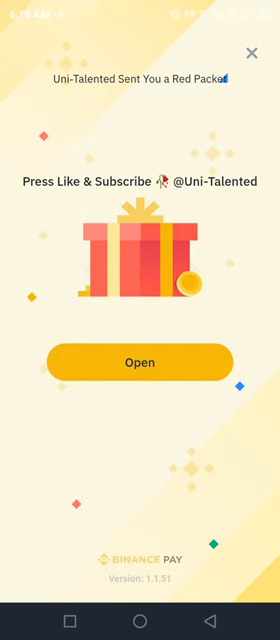 6:18 AM
Uni-Talented Sent You a Red Packet
Press Like & Subscribe 🥀 @Uni-Talented
Open
BINANCE PAY
Version: 1.1.51